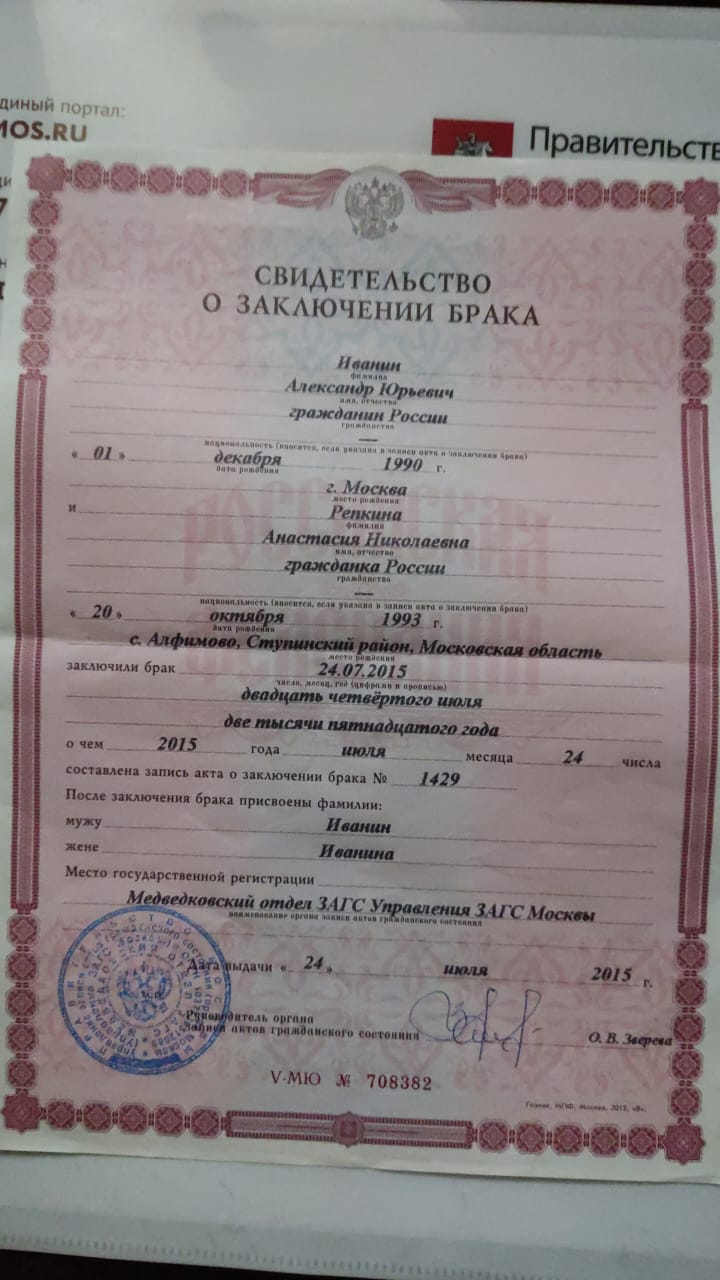 диный портал:
MOS.RU
Правительств
СВИДЕТЕЛЬСТВО
О ЗАКЛЮЧЕНИИ БРАКА
Иванин
фамилия
Александр Юрьевич
имя, отчество
гражданин России
гражданство
—
национальность (вносится, если указана в записи акта о заключении брака)
« 01 » декабря 1990 г.
дата рождения
г. Москва
место рождения
и Репкина
фамилия
Анастасия Николаевна
имя, отчество
гражданка России
гражданство
—
национальность (вносится, если указана в записи акта о заключении брака)
« 20 » октября 1993 г.
дата рождения
с. Алфимово, Ступинский район, Московская область
место рождения
заключили брак 24.07.2015
число, месяц, год (цифрами и прописью)
двадцать четвёртого июля
две тысячи пятнадцатого года
о чем 2015 года июля месяца 24 числа
составлена запись акта о заключении брака № 1429
После заключения брака присвоены фамилии:
мужу Иванин
жене Иванина
Место государственной регистрации
Медведковский отдел ЗАГС Управления ЗАГС Москвы
наименование органа записи актов гражданского состояния
Дата выдачи « 24 » июля 2015 г.
Руководитель органа
записи актов гражданского состояния О. В. Зверева
V-МЮ № 708382
Гознак, МПФ, Москва, 2015, «В».